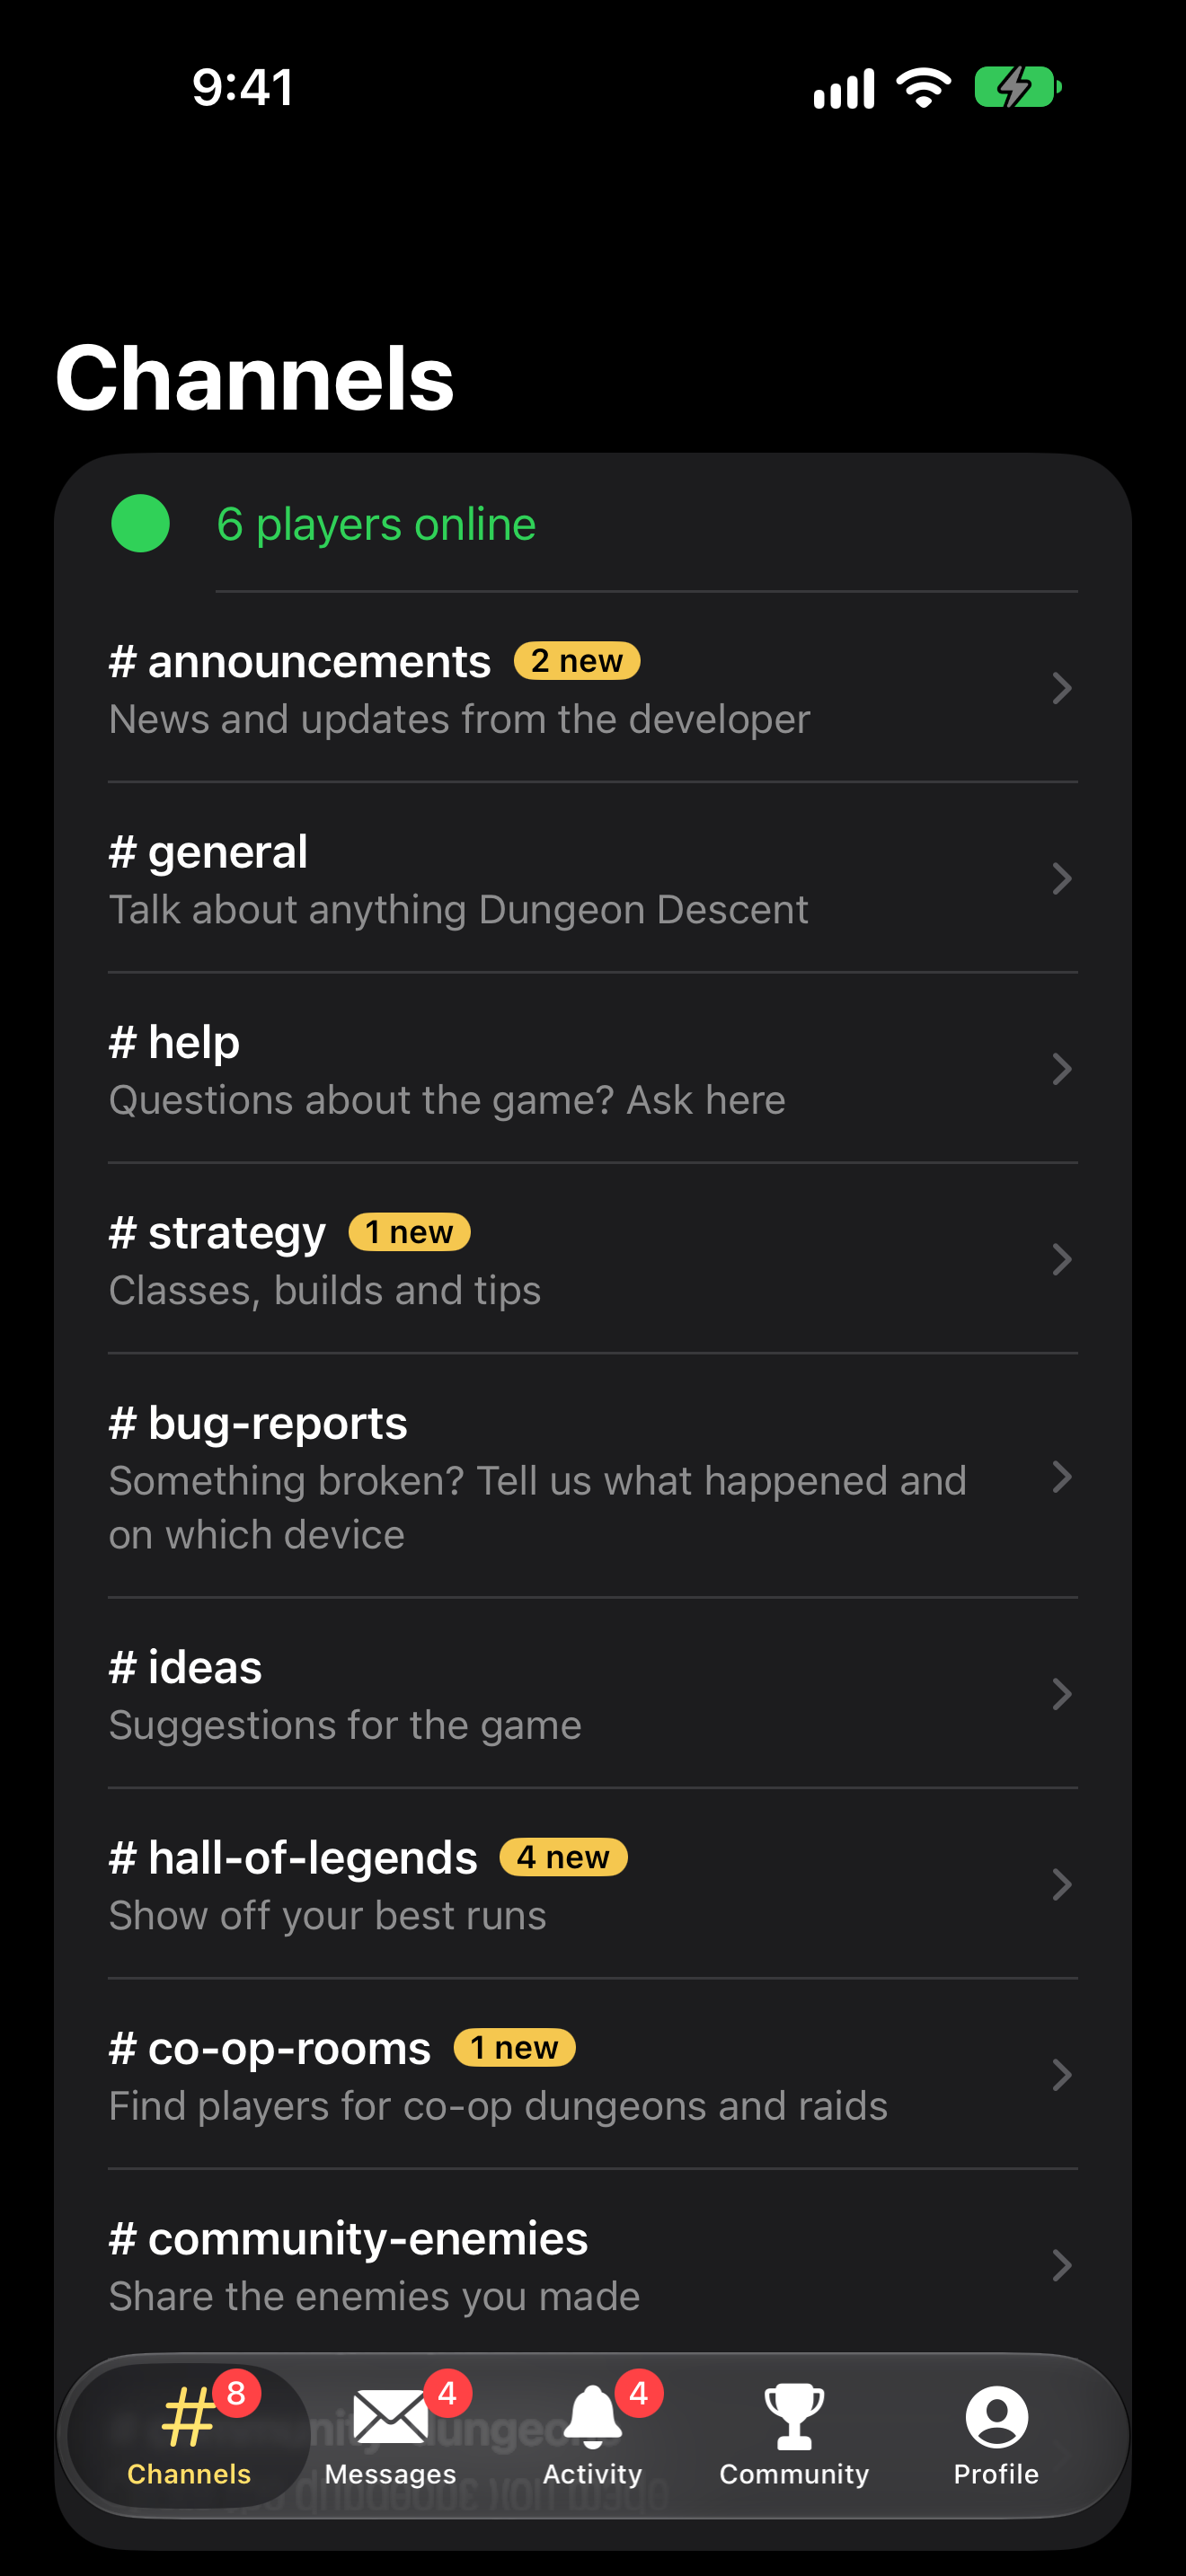 9:41
Channels
6 players online
# announcements 2 new
News and updates from the developer
# general
Talk about anything Dungeon Descent
# help
Questions about the game? Ask here
# strategy 1 new
Classes, builds and tips
# bug-reports
Something broken? Tell us what happened and
on which device
# ideas
Suggestions for the game
# hall-of-legends 4 new
Show off your best runs
# co-op-rooms 1 new
Find players for co-op dungeons and raids
# community-enemies
Share the enemies you made
8 4 4
Channels Messages Activity Community Profile